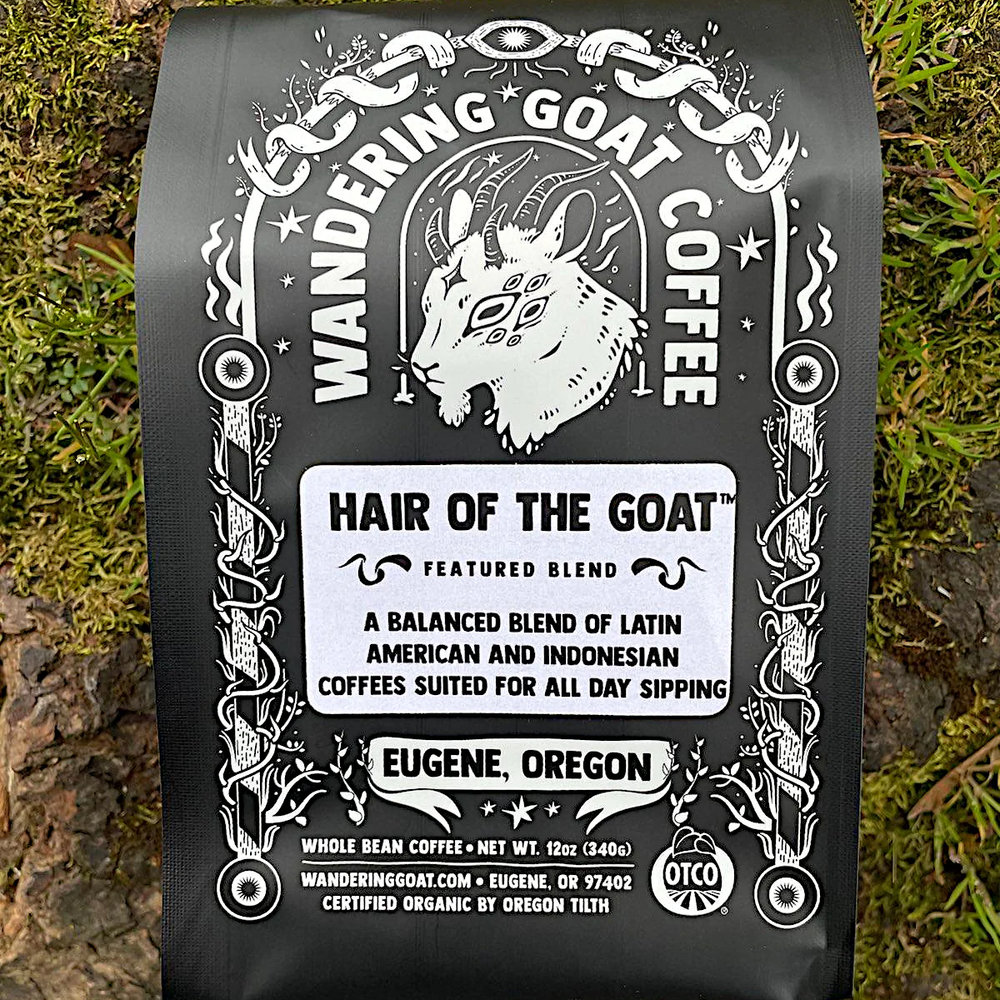 WANDERING GOAT COFFEE
HAIR OF THE GOAT™
FEATURED BLEND
A BALANCED BLEND OF LATIN
AMERICAN AND INDONESIAN
COFFEES SUITED FOR ALL DAY SIPPING
EUGENE, OREGON
WHOLE BEAN COFFEE • NET WT. 12OZ (340G)
WANDERINGGOAT.COM • EUGENE, OR 97402
CERTIFIED ORGANIC BY OREGON TILTH
OTCO®